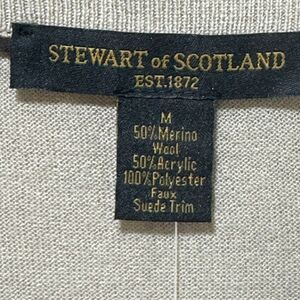 STEWART of SCOTLAND
EST.1872
M
50%Merino
Wool
50%Acrylic
100%Polyester
Faux
Suede Trim